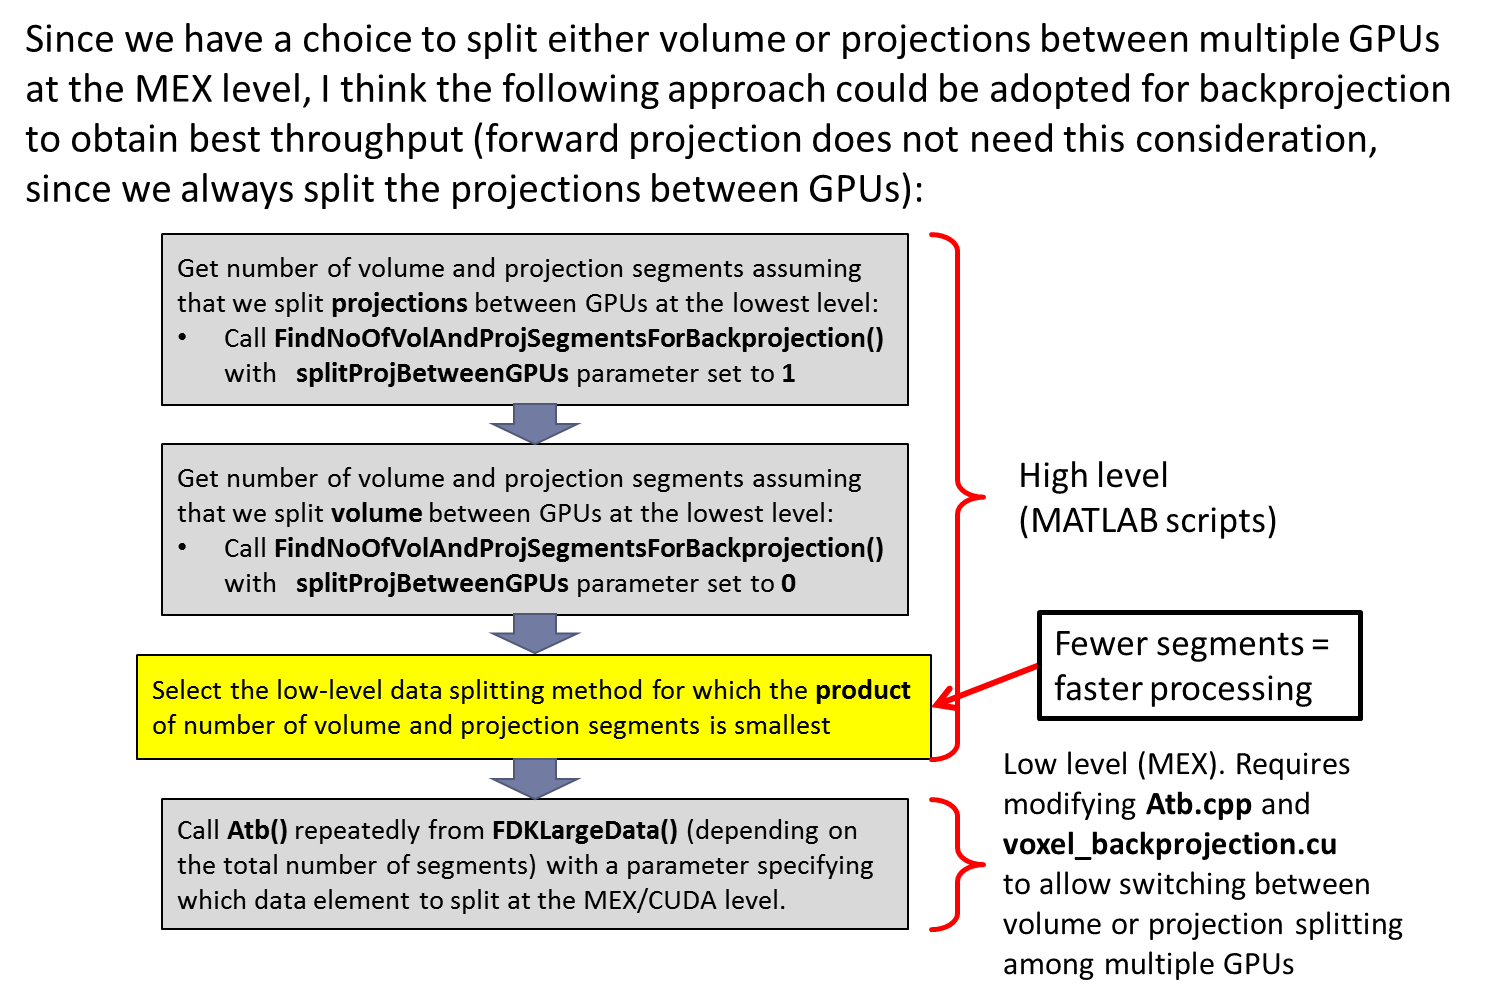 Since we have a choice to split either volume or projections between multiple GPUs
at the MEX level, I think the following approach could be adopted for backprojection
to obtain best throughput (forward projection does not need this consideration,
since we always split the projections between GPUs):
Get number of volume and projection segments assuming
that we split projections between GPUs at the lowest level:
• Call FindNoOfVolAndProjSegmentsForBackprojection()
with splitProjBetweenGPUs parameter set to 1
Get number of volume and projection segments assuming
that we split volume between GPUs at the lowest level:
• Call FindNoOfVolAndProjSegmentsForBackprojection()
with splitProjBetweenGPUs parameter set to 0
Select the low-level data splitting method for which the product
of number of volume and projection segments is smallest
Call Atb() repeatedly from FDKLargeData() (depending on
the total number of segments) with a parameter specifying
which data element to split at the MEX/CUDA level.
High level
(MATLAB scripts)
Fewer segments =
faster processing
Low level (MEX). Requires
modifying Atb.cpp and
voxel_backprojection.cu
to allow switching between
volume or projection splitting
among multiple GPUs